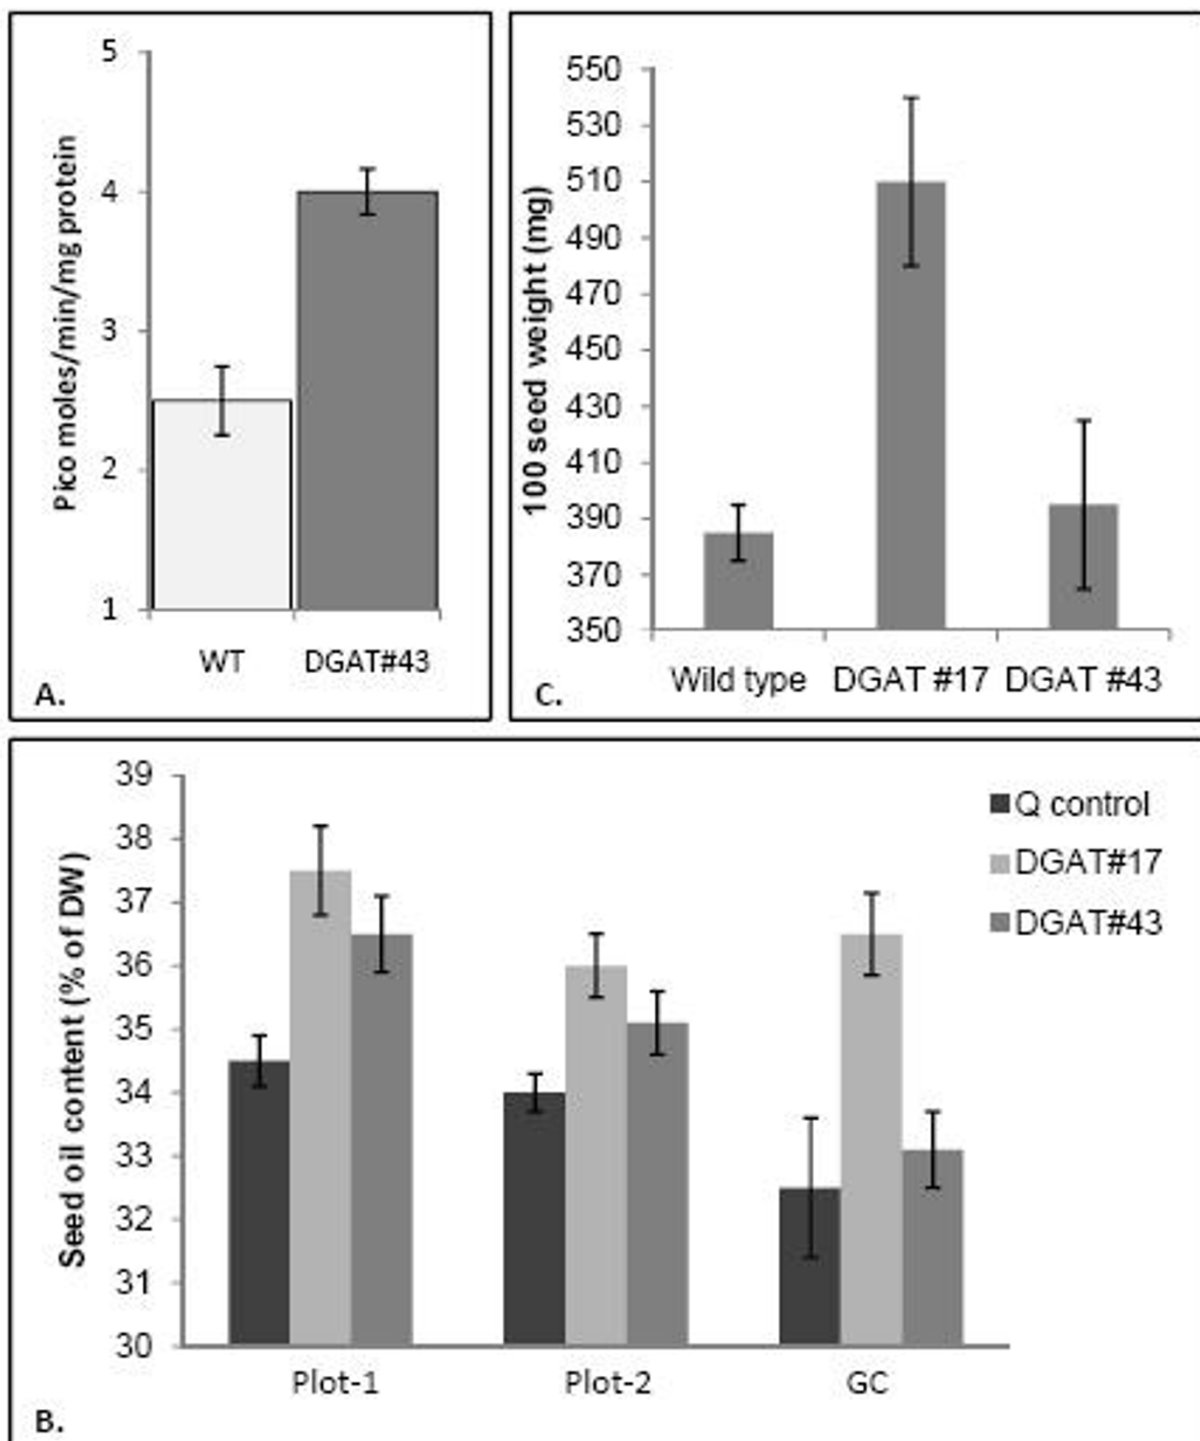 5
4
3
2
1
Pico moles/min/mg protein
WT DGAT#43
A.
550
530
510
490
470
450
430
410
390
370
350
100 seed weight (mg)
Wild type DGAT #17 DGAT #43
C.
39
38
37
36
35
34
33
32
31
30
Seed oil content (% of DW)
Q control
DGAT#17
DGAT#43
Plot-1 Plot-2 GC
B.